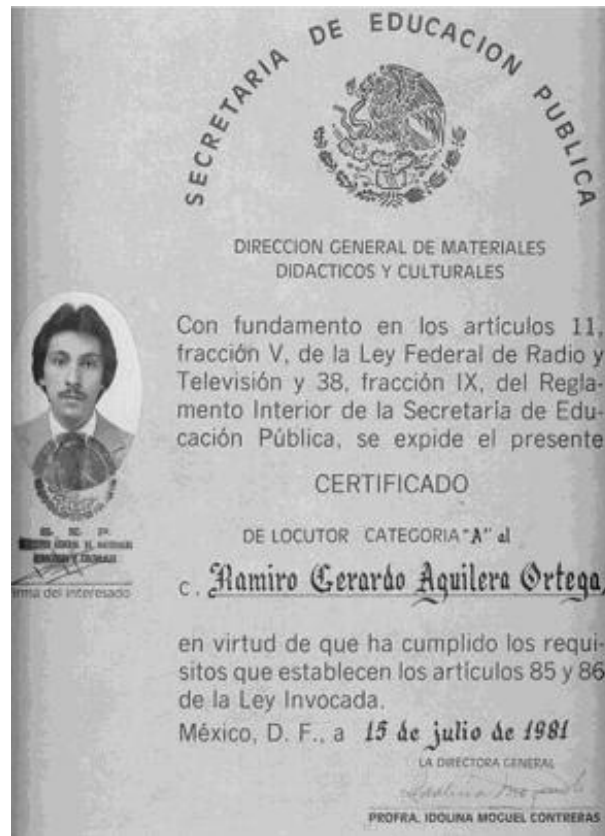 SECRETARIA DE EDUCACION PUBLICA
DIRECCION GENERAL DE MATERIALES
DIDACTICOS Y CULTURALES
Con fundamento en los artículos 11,
fracción V, de la Ley Federal de Radio y
Televisión y 38, fracción IX, del Regla-
mento Interior de la Secretaría de Edu-
cación Pública, se expide el presente
CERTIFICADO
DE LOCUTOR CATEGORIA "A" al
C. Ramiro Gerardo Aguilera Ortega,
en virtud de que ha cumplido los requi-
sitos que establecen los artículos 85 y 86
de la Ley Invocada.
México, D. F., a 15 de julio de 1981
LA DIRECTORA GENERAL
PROFRA. IDOLINA MOGUEL CONTRERAS
S. E. P.
irma del interesado